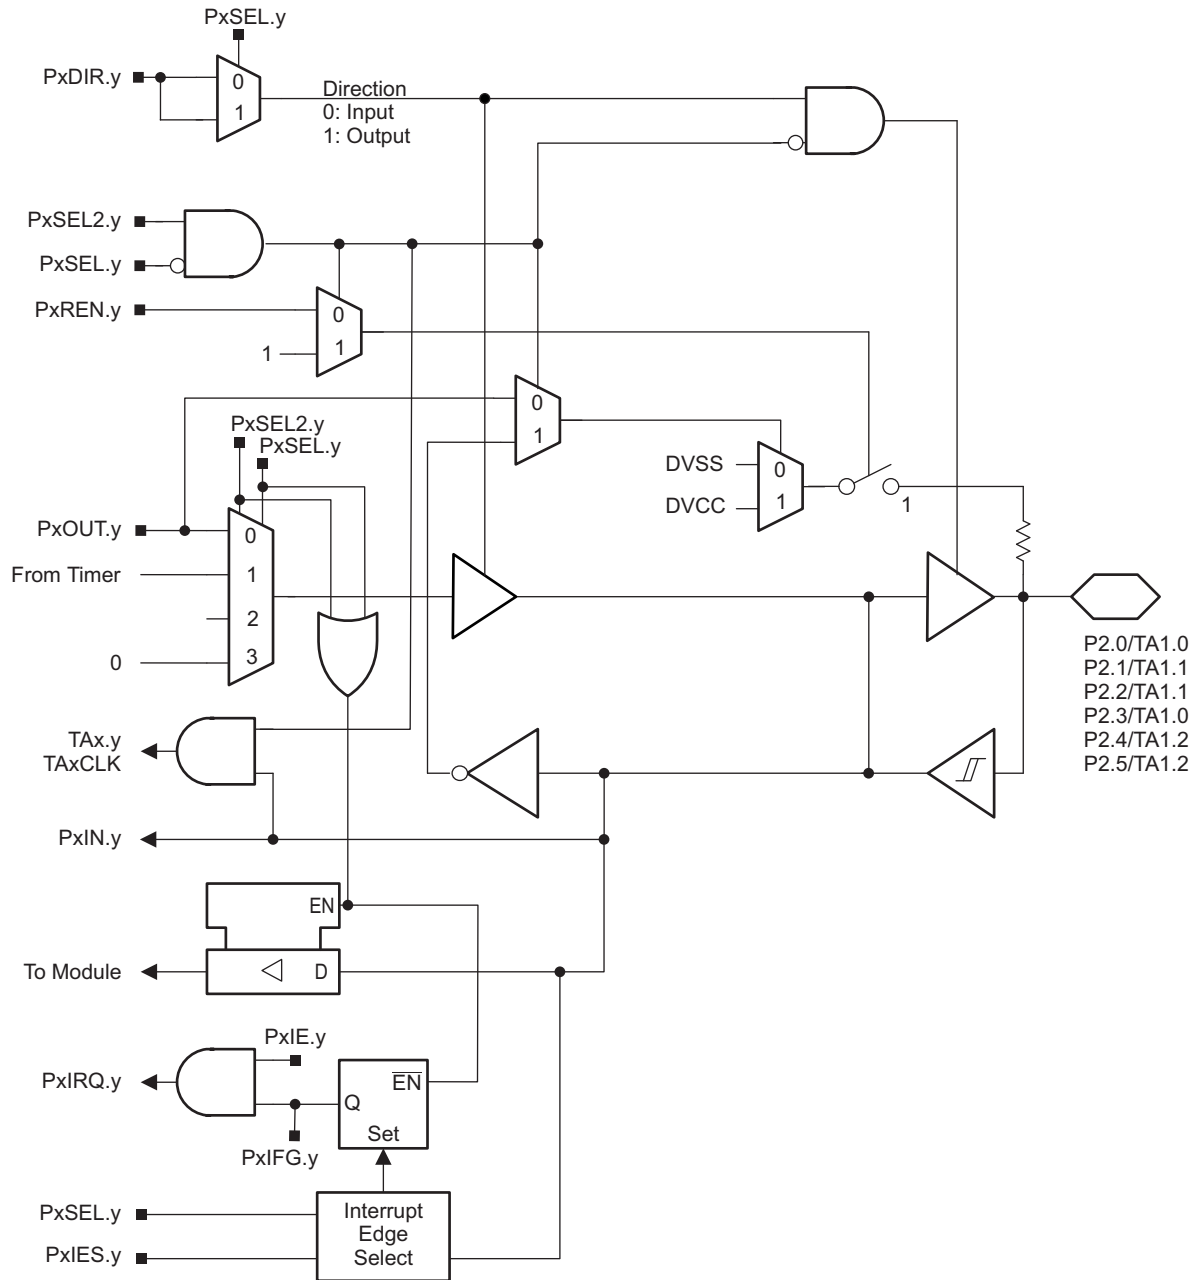 PxSEL.y
PxDIR.y
0
1
Direction
0: Input
1: Output
PxSEL2.y
PxSEL.y
PxREN.y
0
1
1
0
1
PxSEL2.y
PxSEL.y
DVSS
DVCC
0
1
1
PxOUT.y
From Timer
0
0
1
2
3
P2.0/TA1.0
P2.1/TA1.1
P2.2/TA1.1
P2.3/TA1.0
P2.4/TA1.2
P2.5/TA1.2
TAx.y
TAxCLK
PxIN.y
EN
To Module
D
PxIE.y
PxIRQ.y
EN
Q
Set
PxIFG.y
PxSEL.y
PxIES.y
Interrupt
Edge
Select